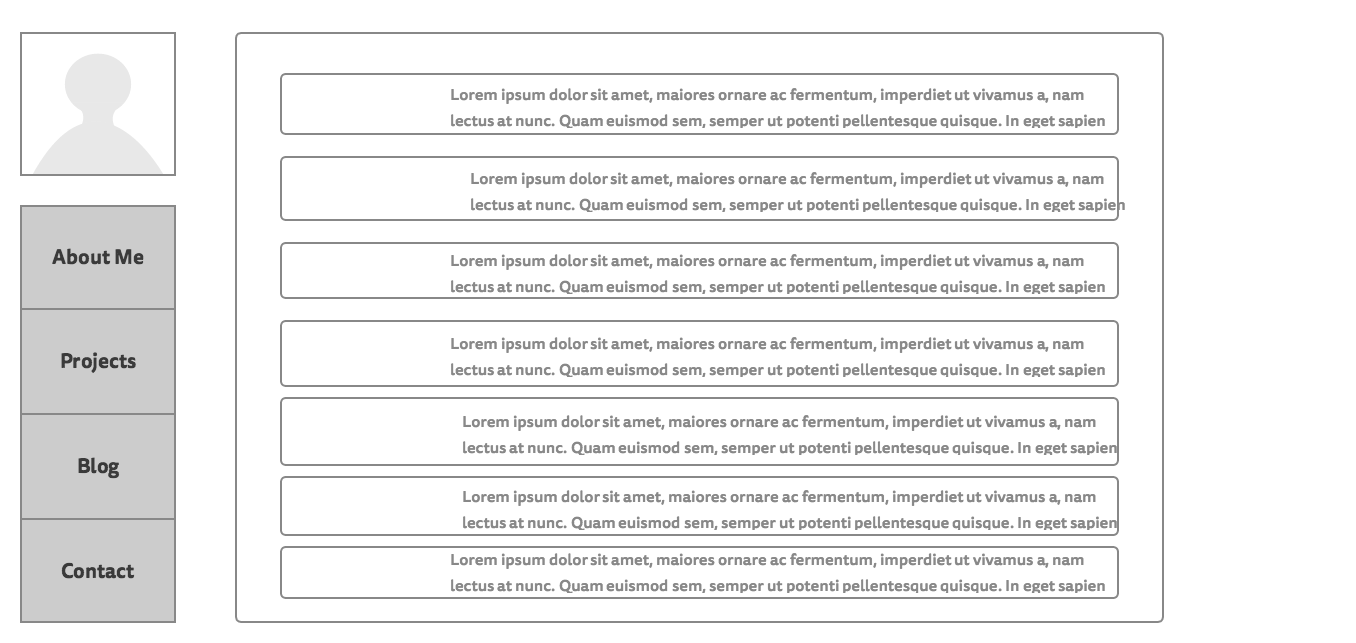 About Me
Projects
Blog
Contact
Lorem ipsum dolor sit amet, maiores ornare ac fermentum, imperdiet ut vivamus a, nam
lectus at nunc. Quam euismod sem, semper ut potenti pellentesque quisque. In eget sapien
Lorem ipsum dolor sit amet, maiores ornare ac fermentum, imperdiet ut vivamus a, nam
lectus at nunc. Quam euismod sem, semper ut potenti pellentesque quisque. In eget sapien
Lorem ipsum dolor sit amet, maiores ornare ac fermentum, imperdiet ut vivamus a, nam
lectus at nunc. Quam euismod sem, semper ut potenti pellentesque quisque. In eget sapien
Lorem ipsum dolor sit amet, maiores ornare ac fermentum, imperdiet ut vivamus a, nam
lectus at nunc. Quam euismod sem, semper ut potenti pellentesque quisque. In eget sapien
Lorem ipsum dolor sit amet, maiores ornare ac fermentum, imperdiet ut vivamus a, nam
lectus at nunc. Quam euismod sem, semper ut potenti pellentesque quisque. In eget sapien
Lorem ipsum dolor sit amet, maiores ornare ac fermentum, imperdiet ut vivamus a, nam
lectus at nunc. Quam euismod sem, semper ut potenti pellentesque quisque. In eget sapien
Lorem ipsum dolor sit amet, maiores ornare ac fermentum, imperdiet ut vivamus a, nam
lectus at nunc. Quam euismod sem, semper ut potenti pellentesque quisque. In eget sapien